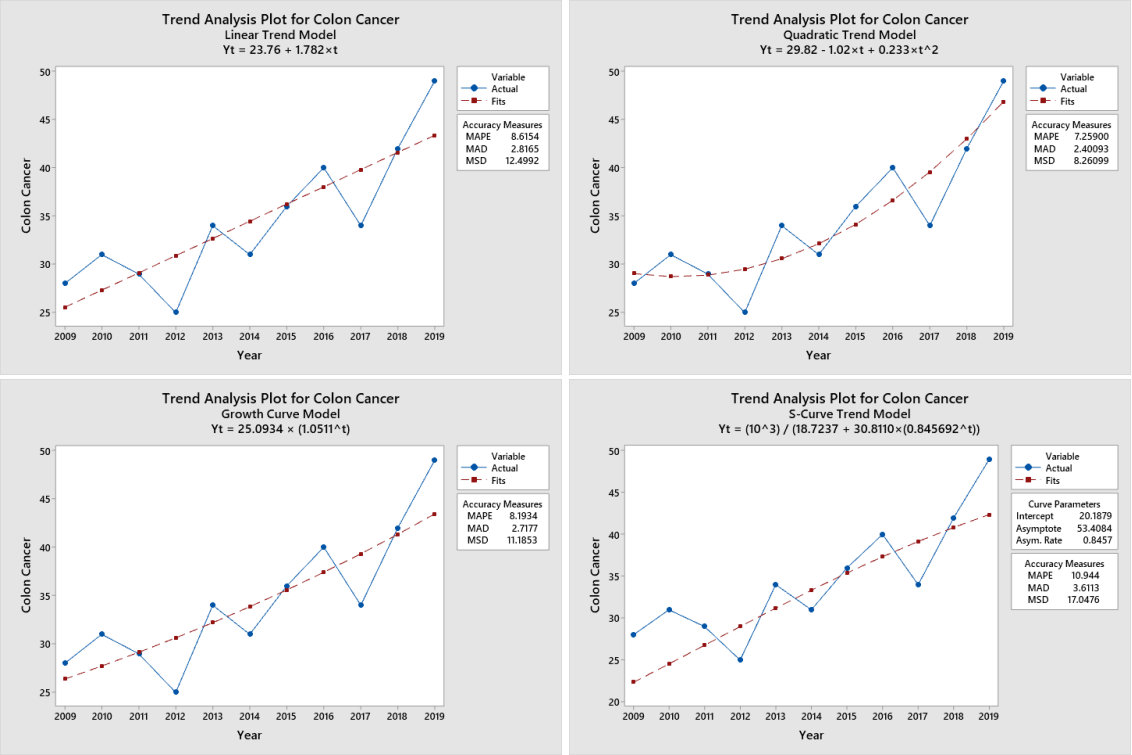 Trend Analysis Plot for Colon Cancer
Linear Trend Model
Yt = 23.76 + 1.782×t
50
45
40
35
30
25
Colon Cancer
2009 2010 2011 2012 2013 2014 2015 2016 2017 2018 2019
Year
Variable
Actual
Fits
Accuracy Measures
MAPE 8.6154
MAD 2.8165
MSD 12.4992
Trend Analysis Plot for Colon Cancer
Quadratic Trend Model
Yt = 29.82 - 1.02×t + 0.233×t^2
50
45
40
35
30
25
Colon Cancer
2009 2010 2011 2012 2013 2014 2015 2016 2017 2018 2019
Year
Variable
Actual
Fits
Accuracy Measures
MAPE 7.25900
MAD 2.40093
MSD 8.26099
Trend Analysis Plot for Colon Cancer
Growth Curve Model
Yt = 25.0934 × (1.0511^t)
50
45
40
35
30
25
Colon Cancer
2009 2010 2011 2012 2013 2014 2015 2016 2017 2018 2019
Year
Variable
Actual
Fits
Accuracy Measures
MAPE 8.1934
MAD 2.7177
MSD 11.1853
Trend Analysis Plot for Colon Cancer
S-Curve Trend Model
Yt = (10^3) / (18.7237 + 30.8110×(0.845692^t))
50
45
40
35
30
25
20
Colon Cancer
2009 2010 2011 2012 2013 2014 2015 2016 2017 2018 2019
Year
Variable
Actual
Fits
Curve Parameters
Intercept 20.1879
Asymptote 53.4084
Asym. Rate 0.8457
Accuracy Measures
MAPE 10.944
MAD 3.6113
MSD 17.0476